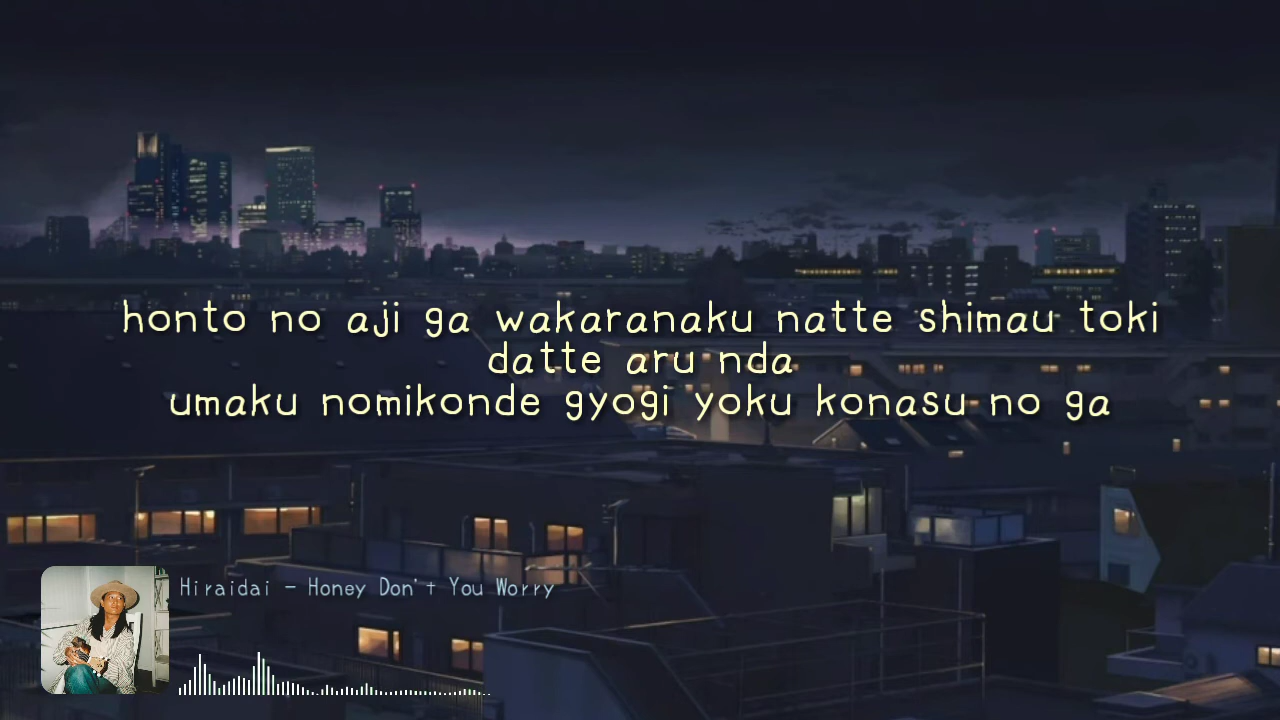 honto no aji ga wakaranaku natte shimau toki
datte aru nda
umaku nomikonde gyogi yoku konasu no ga
Hiraidai - Honey Don't You Worry